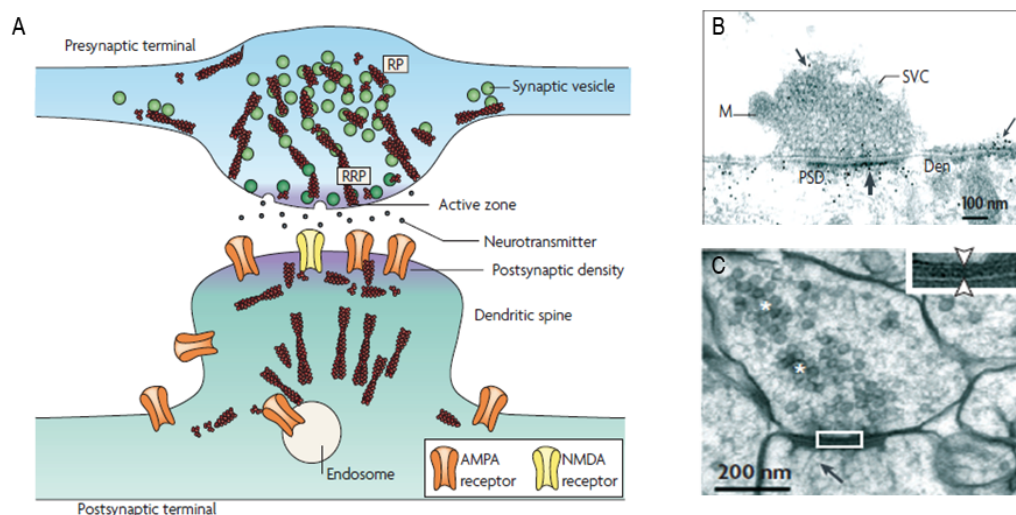 A
Presynaptic terminal
RP
Synaptic vesicle
RRP
Active zone
Neurotransmitter
Postsynaptic density
Dendritic spine
Endosome
AMPA
receptor
NMDA
receptor
Postsynaptic terminal
B
SVC
M
PSD
Den
100 nm
C
*
*
200 nm